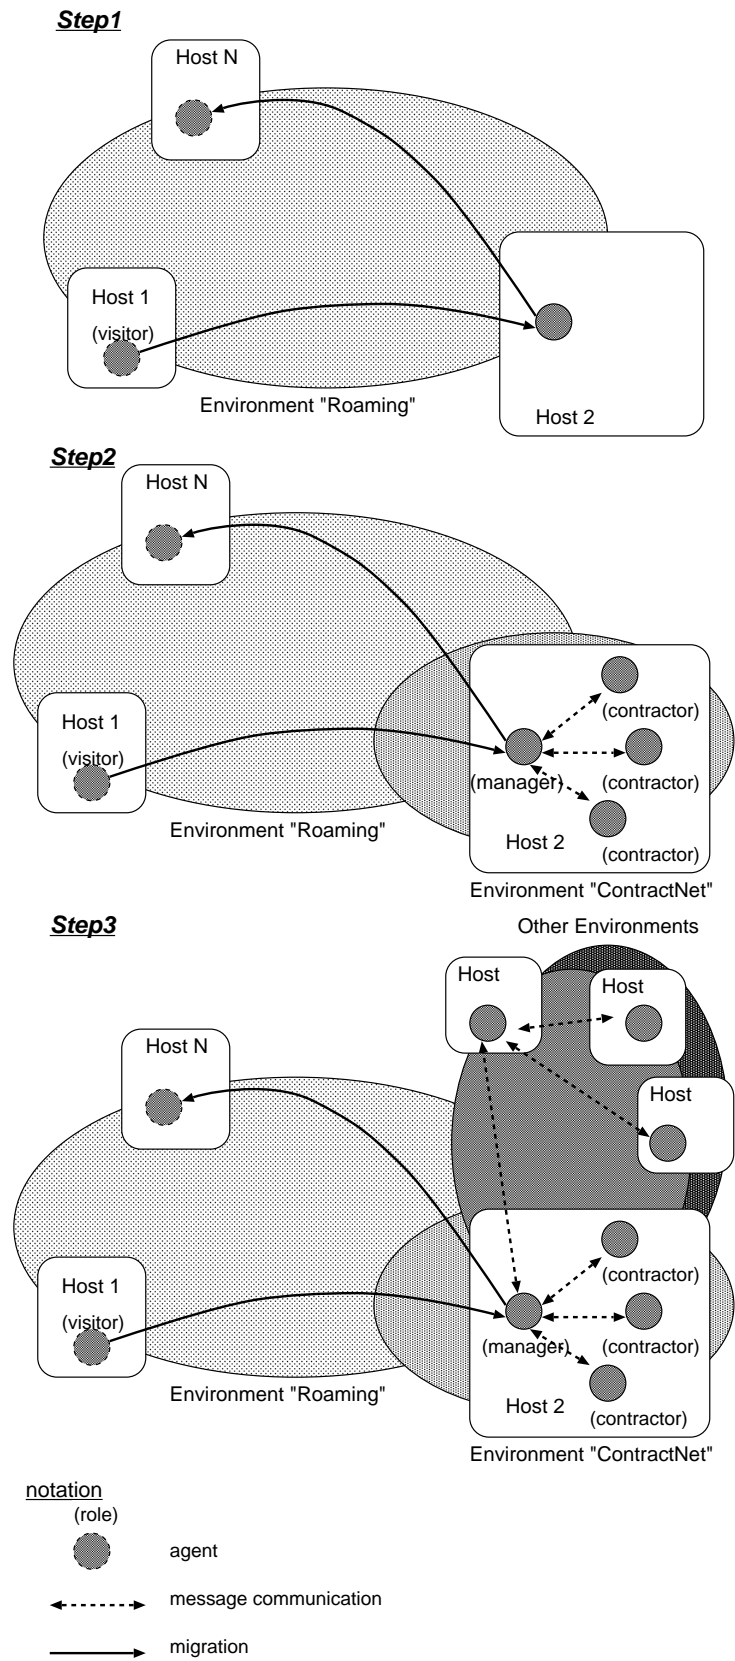 Step1
Host N
Host 1
(visitor)
Environment "Roaming"
Host 2
Step2
Host N
Host 1
(visitor)
(contractor)
(manager)
(contractor)
Host 2
(contractor)
Environment "Roaming"
Environment "ContractNet"
Step3
Other Environments
Host
Host
Host N
Host
Host 1
(visitor)
(contractor)
(manager)
(contractor)
Host 2
(contractor)
Environment "Roaming"
Environment "ContractNet"
notation
(role)
agent
message communication
migration